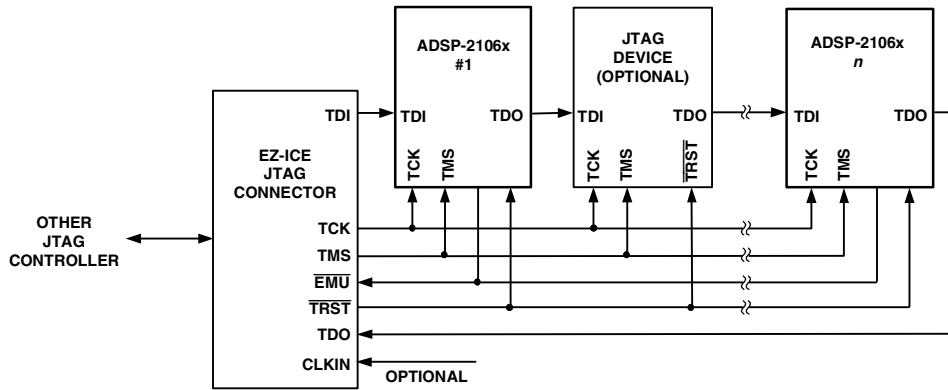 ADSP-2106x
#1
TDI
TDO
TCK
TMS
JTAG
DEVICE
(OPTIONAL)
TDI
TDO
TCK
TMS
TRST
ADSP-2106x
n
TDI
TDO
TCK
TMS
OTHER
JTAG
CONTROLLER
EZ-ICE
JTAG
CONNECTOR
TDI
TCK
TMS
EMU
TRST
TDO
CLKIN
OPTIONAL